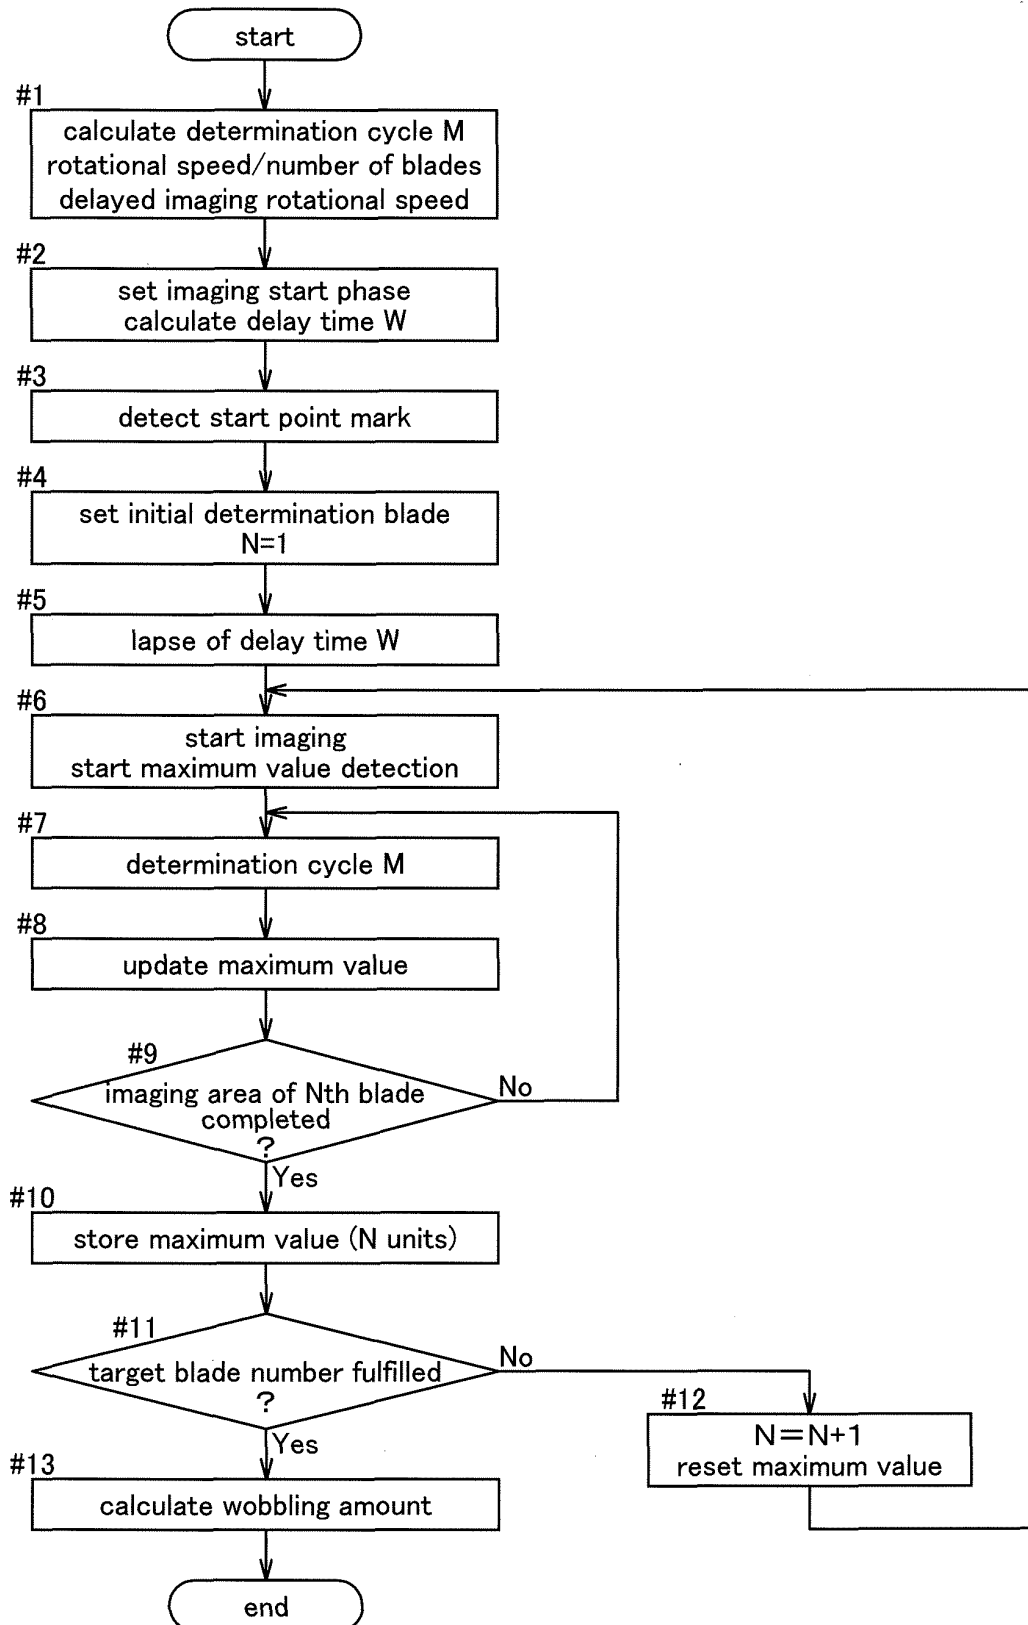 start
#1
calculate determination cycle M
rotational speed/number of blades
delayed imaging rotational speed
#2
set imaging start phase
calculate delay time W
#3
detect start point mark
#4
set initial determination blade
N=1
#5
lapse of delay time W
#6
start imaging
start maximum value detection
#7
determination cycle M
#8
update maximum value
#9
imaging area of Nth blade
completed
?
No
Yes
#10
store maximum value (N units)
#11
target blade number fulfilled
?
No
Yes
#12
N=N+1
reset maximum value
#13
calculate wobbling amount
end